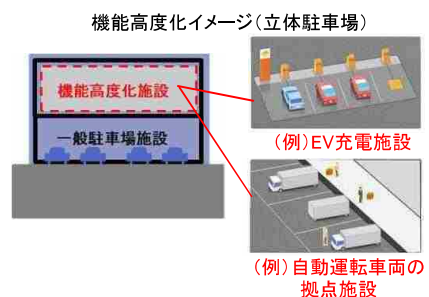 機能高度化イメージ（立体駐車場）
機能高度化施設
一般駐車場施設
（例）EV充電施設
（例）自動運転車両の
拠点施設